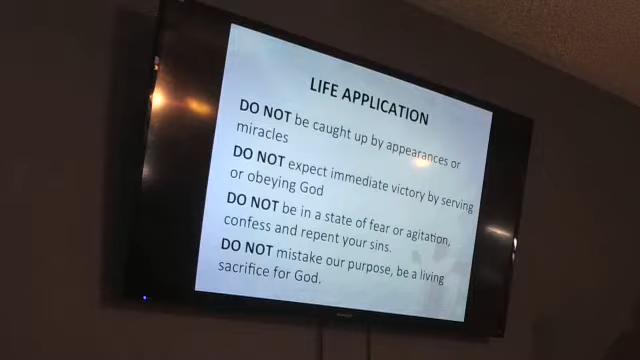 LIFE APPLICATION
DO NOT be caught up by appearances or
miracles
DO NOT expect immediate victory by serving
or obeying God
DO NOT be in a state of fear or agitation,
confess and repent your sins.
DO NOT mistake our purpose, be a living
sacrifice for God.